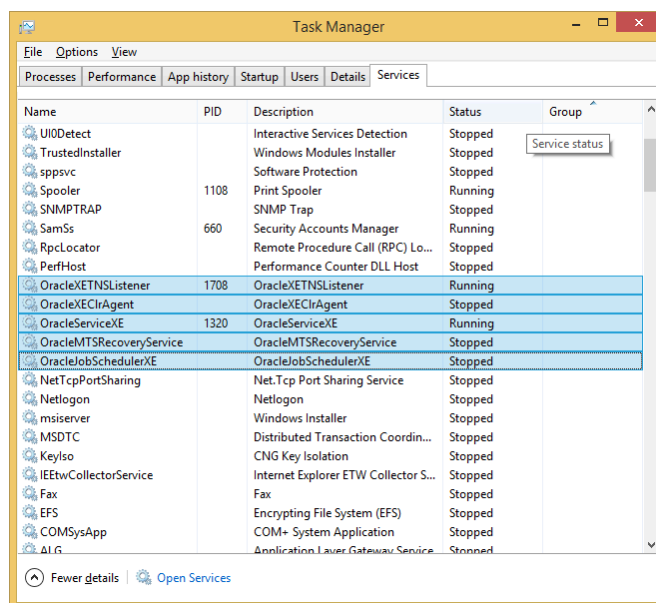 Task Manager
File Options View
Processes Performance App history Startup Users Details Services
Name PID Description Status Group
UI0Detect Interactive Services Detection Stopped
Service status
TrustedInstaller Windows Modules Installer Stopped
sppsvc Software Protection Stopped
Spooler 1108 Print Spooler Running
SNMPTRAP SNMP Trap Stopped
SamSs 660 Security Accounts Manager Running
RpcLocator Remote Procedure Call (RPC) Lo... Stopped
PerfHost Performance Counter DLL Host Stopped
OracleXETNSListener 1708 OracleXETNSListener Running
OracleXEClrAgent OracleXEClrAgent Stopped
OracleServiceXE 1320 OracleServiceXE Running
OracleMTSRecoveryService OracleMTSRecoveryService Stopped
OracleJobSchedulerXE OracleJobSchedulerXE Stopped
NetTcpPortSharing Net.Tcp Port Sharing Service Stopped
Netlogon Netlogon Stopped
msiserver Windows Installer Stopped
MSDTC Distributed Transaction Coordin... Stopped
KeyIso CNG Key Isolation Stopped
IEEtwCollectorService Internet Explorer ETW Collector S... Stopped
Fax Fax Stopped
EFS Encrypting File System (EFS) Stopped
COMSysApp COM+ System Application Stopped
ALG Application Layer Gateway Service Stopped
Fewer details Open Services